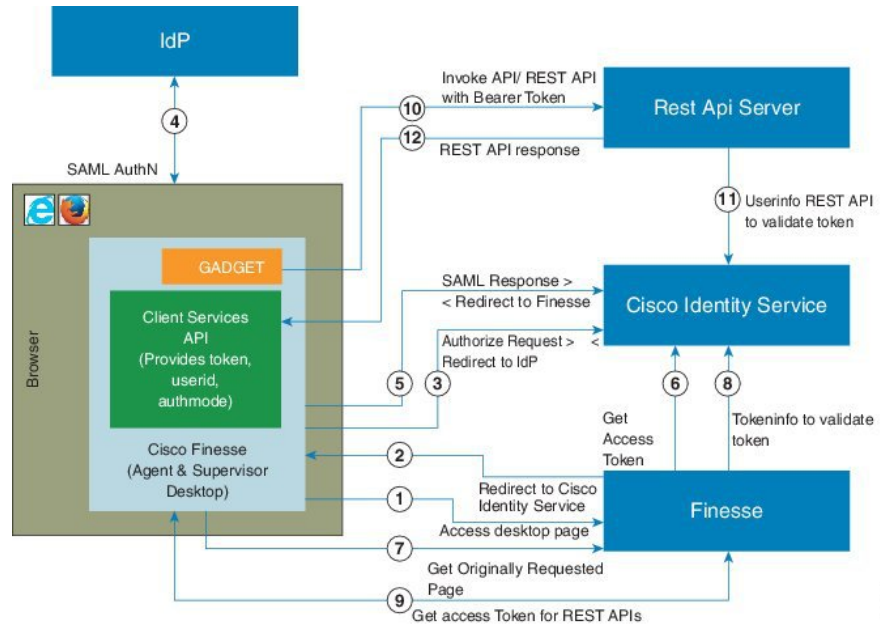 IdP
4
SAML AuthN
Invoke API/ REST API
with Bearer Token
10
12
REST API response
Rest Api Server
11
Userinfo REST API
to validate token
Browser
GADGET
Client Services
API
(Provides token,
userid,
authmode)
Cisco Finesse
(Agent & Supervisor
Desktop)
SAML Response >
< Redirect to Finesse
Authorize Request > <
Redirect to IdP
5
3
Cisco Identity Service
6
8
Get
Access
Token
Tokeninfo to validate
token
2
Redirect to Cisco
Identity Service
1
Access desktop page
Finesse
7
Get Originally Requested
Page
9
Get access Token for REST APIs